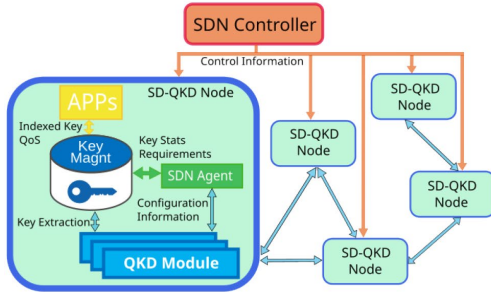 SDN Controller
Control Information
SD-QKD Node
APPs
Indexed Key
QoS
Key
Magnt
Key Stats
Requirements
SDN Agent
Key Extraction
Configuration
Information
QKD Module
SD-QKD
Node
SD-QKD
Node
SD-QKD
Node
SD-QKD
Node